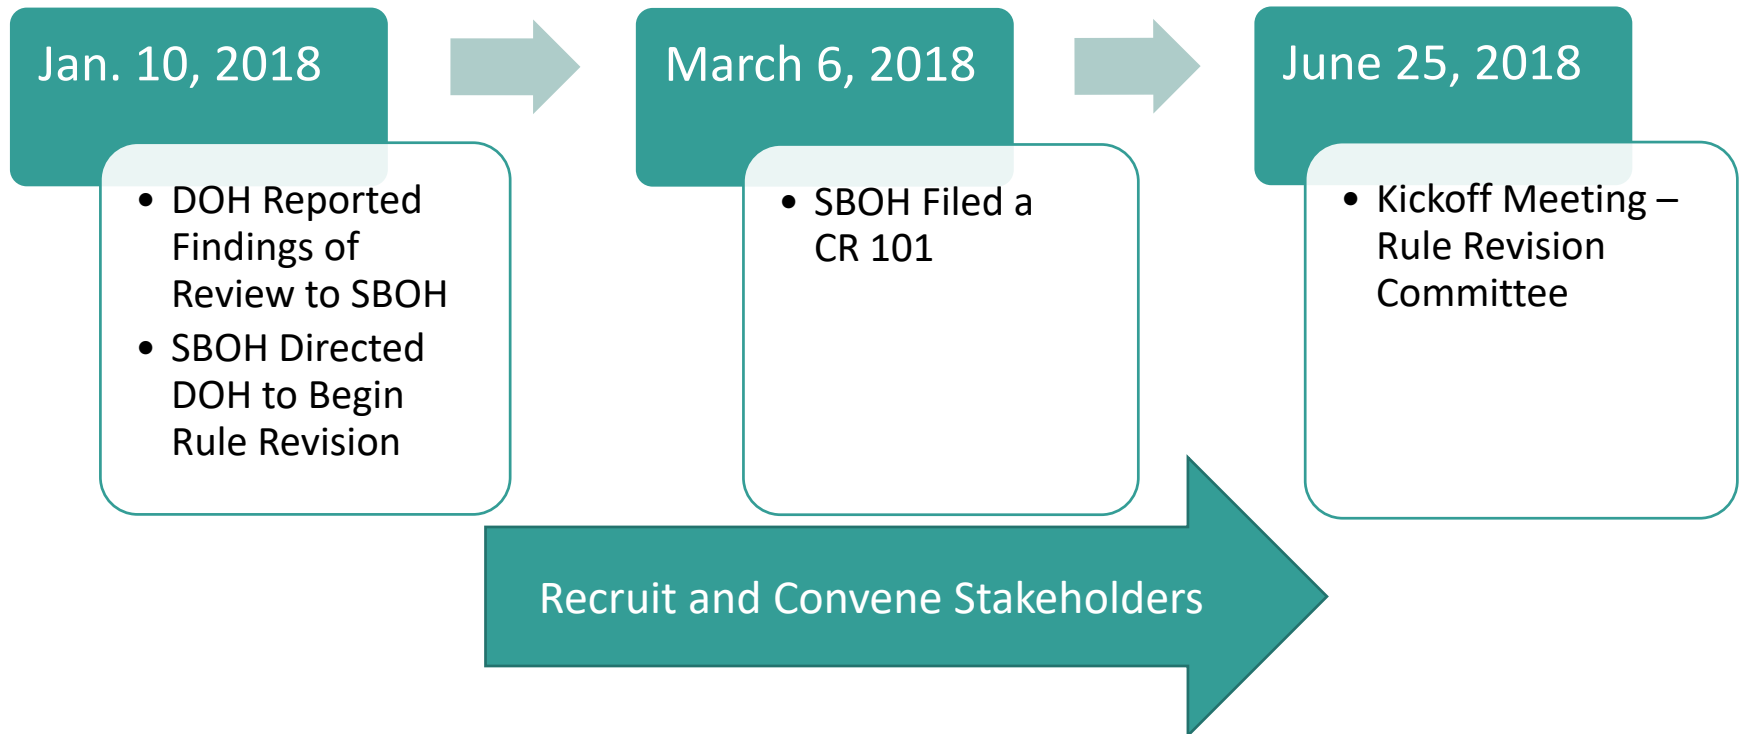 Jan. 10, 2018
• DOH Reported
Findings of
Review to SBOH
• SBOH Directed
DOH to Begin
Rule Revision
March 6, 2018
• SBOH Filed a
CR 101
June 25, 2018
• Kickoff Meeting –
Rule Revision
Committee
Recruit and Convene Stakeholders